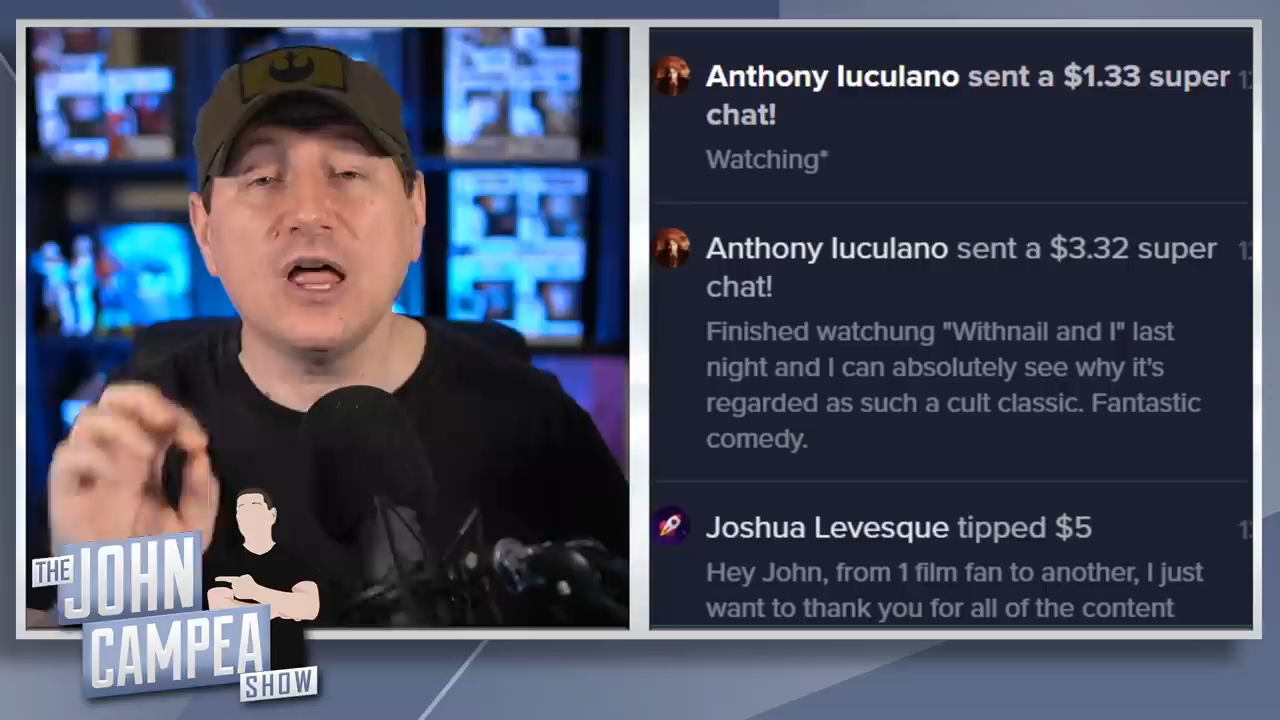 Anthony Iuculano sent a $1.33 super
chat!
Watching*
Anthony Iuculano sent a $3.32 super
chat!
Finished watchung "Withnail and I" last
night and I can absolutely see why it's
regarded as such a cult classic. Fantastic
comedy.
Joshua Levesque tipped $5
Hey John, from 1 film fan to another, I just
want to thank you for all of the content
THE
JOHN
CAMPEA
SHOW